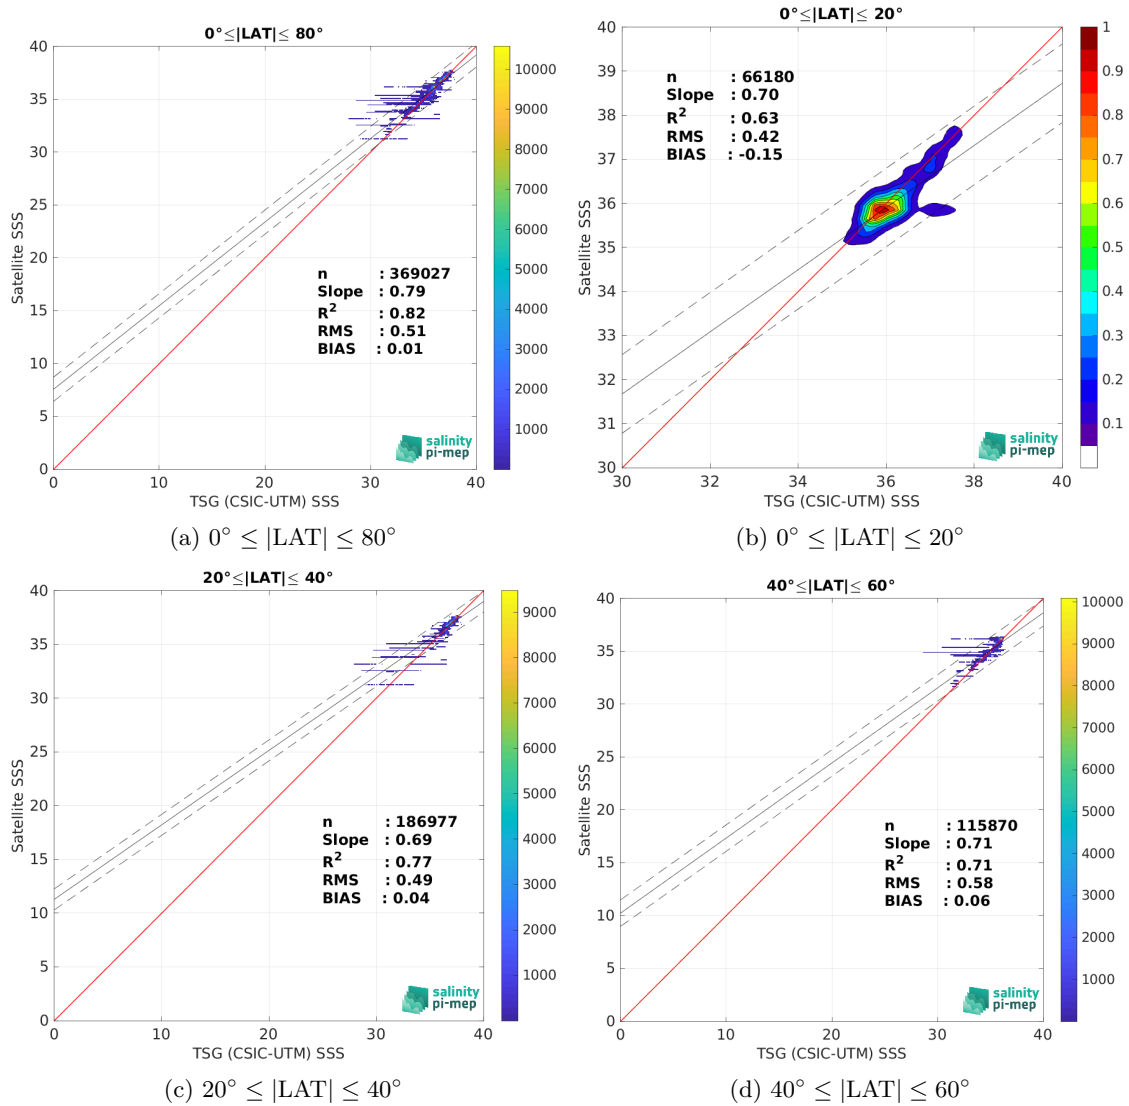 0°≤|LAT|≤ 80°
40
35
30
25
20
15
10
5
0
Satellite SSS
n : 369027
Slope : 0.79
R² : 0.82
RMS : 0.51
BIAS : 0.01
salinity
pi-mep
0 10 20 30 40
TSG (CSIC-UTM) SSS
10000
9000
8000
7000
6000
5000
4000
3000
2000
1000
0
(a) 0° ≤ |LAT| ≤ 80°
0°≤|LAT|≤ 20°
40
39
38
37
36
35
34
33
32
31
30
Satellite SSS
n : 66180
Slope : 0.70
R² : 0.63
RMS : 0.42
BIAS : -0.15
salinity
pi-mep
30 32 34 36 38 40
TSG (CSIC-UTM) SSS
1
0.9
0.8
0.7
0.6
0.5
0.4
0.3
0.2
0.1
(b) 0° ≤ |LAT| ≤ 20°
20°≤|LAT|≤ 40°
40
35
30
25
20
15
10
5
0
Satellite SSS
n : 186977
Slope : 0.69
R² : 0.77
RMS : 0.49
BIAS : 0.04
salinity
pi-mep
0 10 20 30 40
TSG (CSIC-UTM) SSS
9000
8000
7000
6000
5000
4000
3000
2000
1000
(c) 20° ≤ |LAT| ≤ 40°
40°≤|LAT|≤ 60°
40
35
30
25
20
15
10
5
0
Satellite SSS
n : 115870
Slope : 0.71
R² : 0.71
RMS : 0.58
BIAS : 0.06
salinity
pi-mep
0 10 20 30 40
TSG (CSIC-UTM) SSS
10000
9000
8000
7000
6000
5000
4000
3000
2000
1000
(d) 40° ≤ |LAT| ≤ 60°